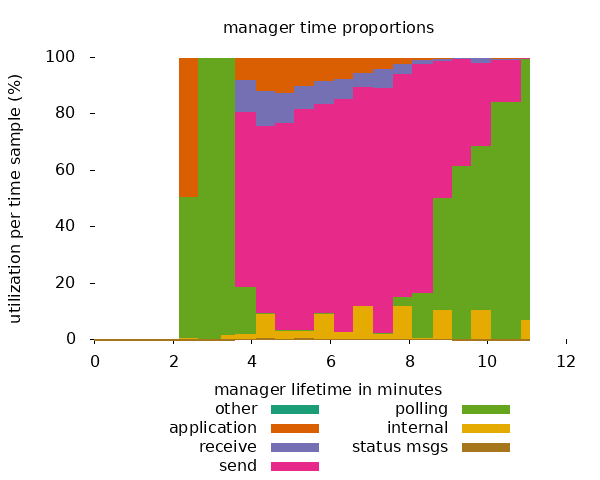 manager time proportions
utilization per time sample (%)
100
80
60
40
20
0
0 2 4 6 8 10 12
manager lifetime in minutes
other polling
application internal
receive status msgs
send